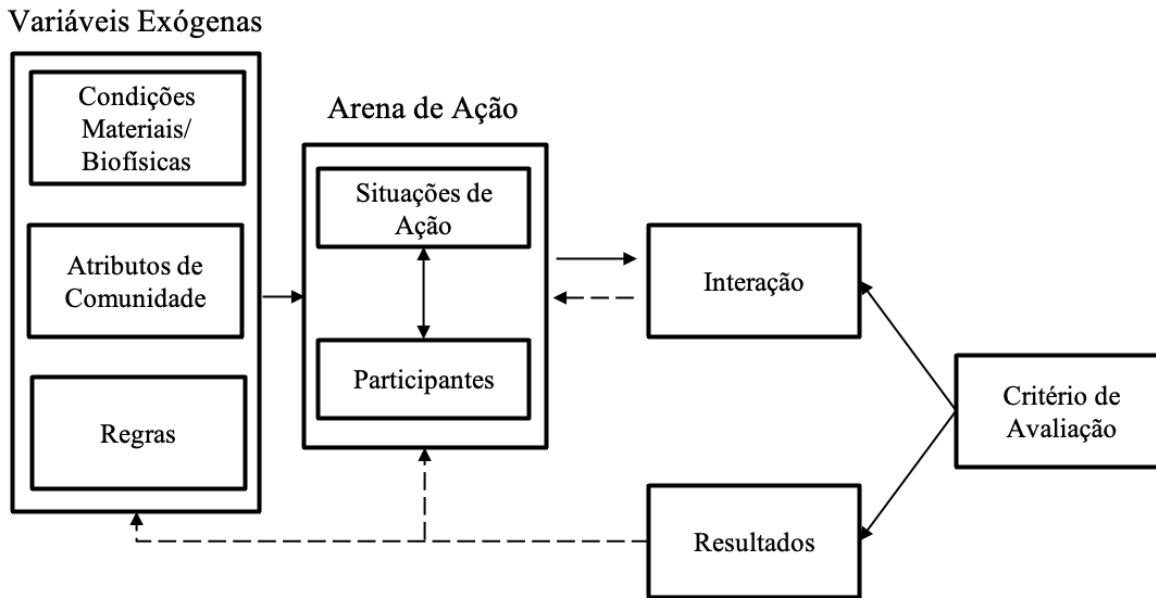 Variáveis Exógenas
Condições
Materiais/
Biofísicas
Atributos de
Comunidade
Regras
Arena de Ação
Situações de
Ação
Participantes
Interação
Resultados
Critério de
Avaliação